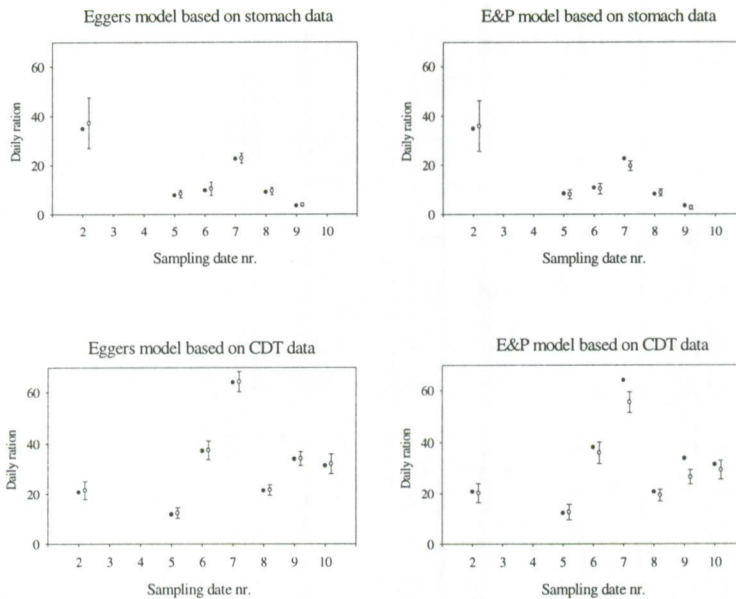 Eggers model based on stomach data
E&P model based on stomach data
60
40
20
0
Daily ration
2 3 4 5 6 7 8 9 10
Sampling date nr.
60
40
20
0
Daily ration
2 3 4 5 6 7 8 9 10
Sampling date nr.
Eggers model based on CDT data
E&P model based on CDT data
60
40
20
0
Daily ration
2 3 4 5 6 7 8 9 10
Sampling date nr.
60
40
20
0
Daily ration
2 3 4 5 6 7 8 9 10
Sampling date nr.